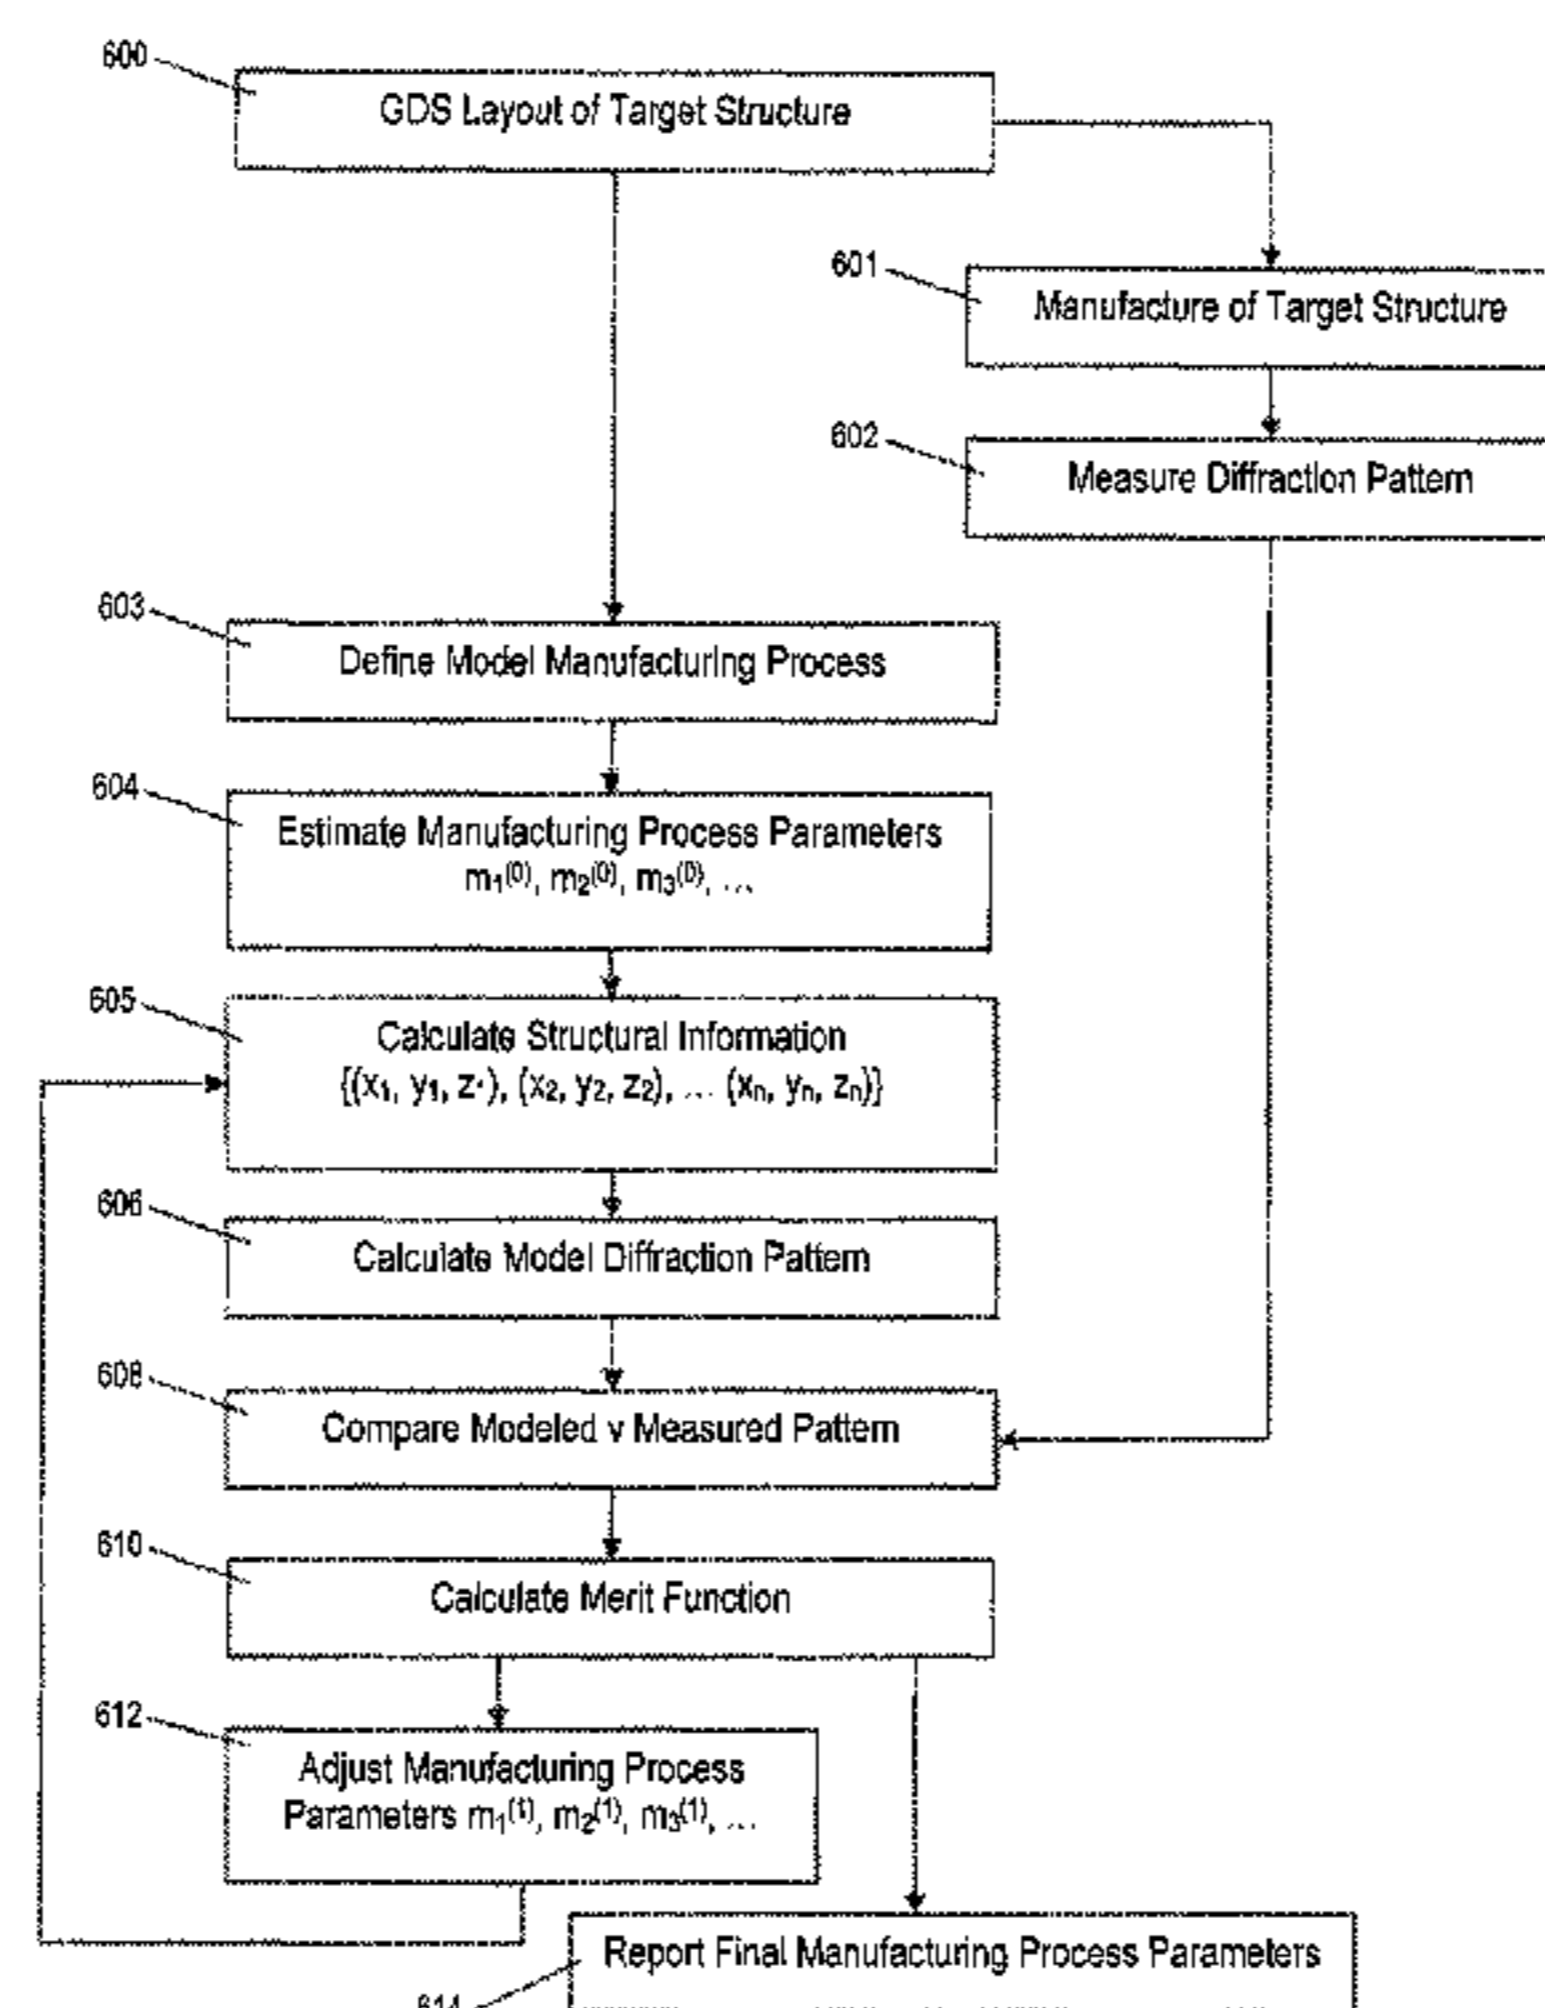 600
GDS Layout of Target Structure
601
Manufacture of Target Structure
602
Measure Diffraction Pattern
603
Define Model Manufacturing Process
604
Estimate Manufacturing Process Parameters
m₁⁽⁰⁾, m₂⁽⁰⁾, m₃⁽⁰⁾, ...
605
Calculate Structural Information
{(x₁, y₁, z₁), (x₂, y₂, z₂), ... (xₙ, yₙ, zₙ)}
606
Calculate Model Diffraction Pattern
608
Compare Modeled v Measured Pattern
610
Calculate Merit Function
612
Adjust Manufacturing Process
Parameters m₁⁽¹⁾, m₂⁽¹⁾, m₃⁽¹⁾, ...
Report Final Manufacturing Process Parameters
614